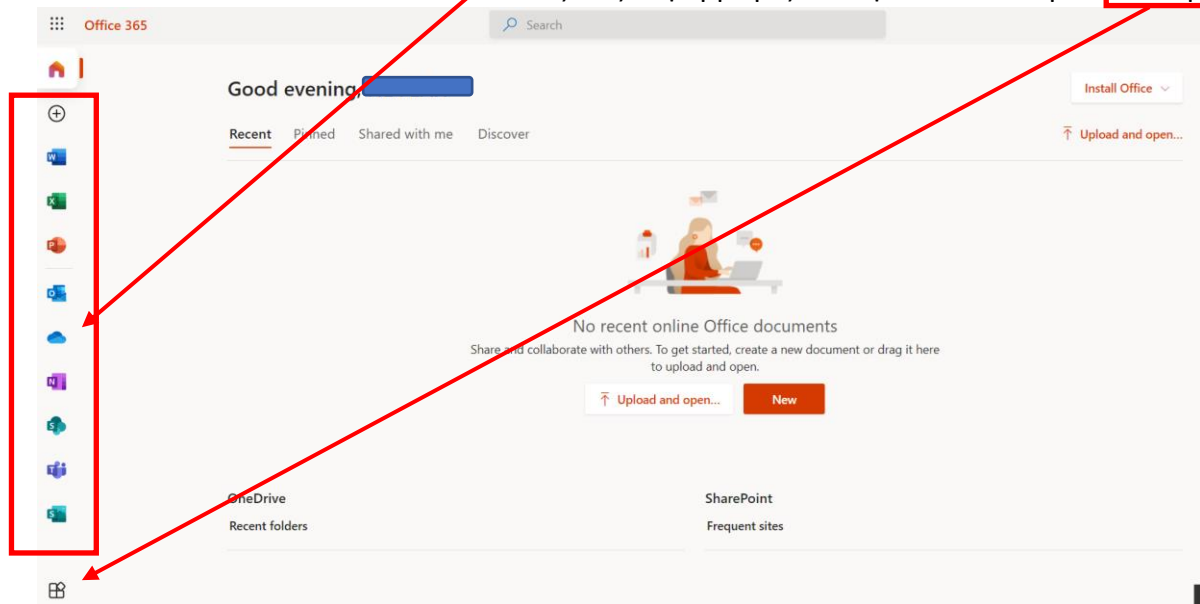 Office 365
Search
Good evening,
Install Office
Recent Pinned Shared with me Discover
Upload and open...
No recent online Office documents
Share and collaborate with others. To get started, create a new document or drag it here
to upload and open.
Upload and open...
New
OneDrive
SharePoint
Recent folders
Frequent sites